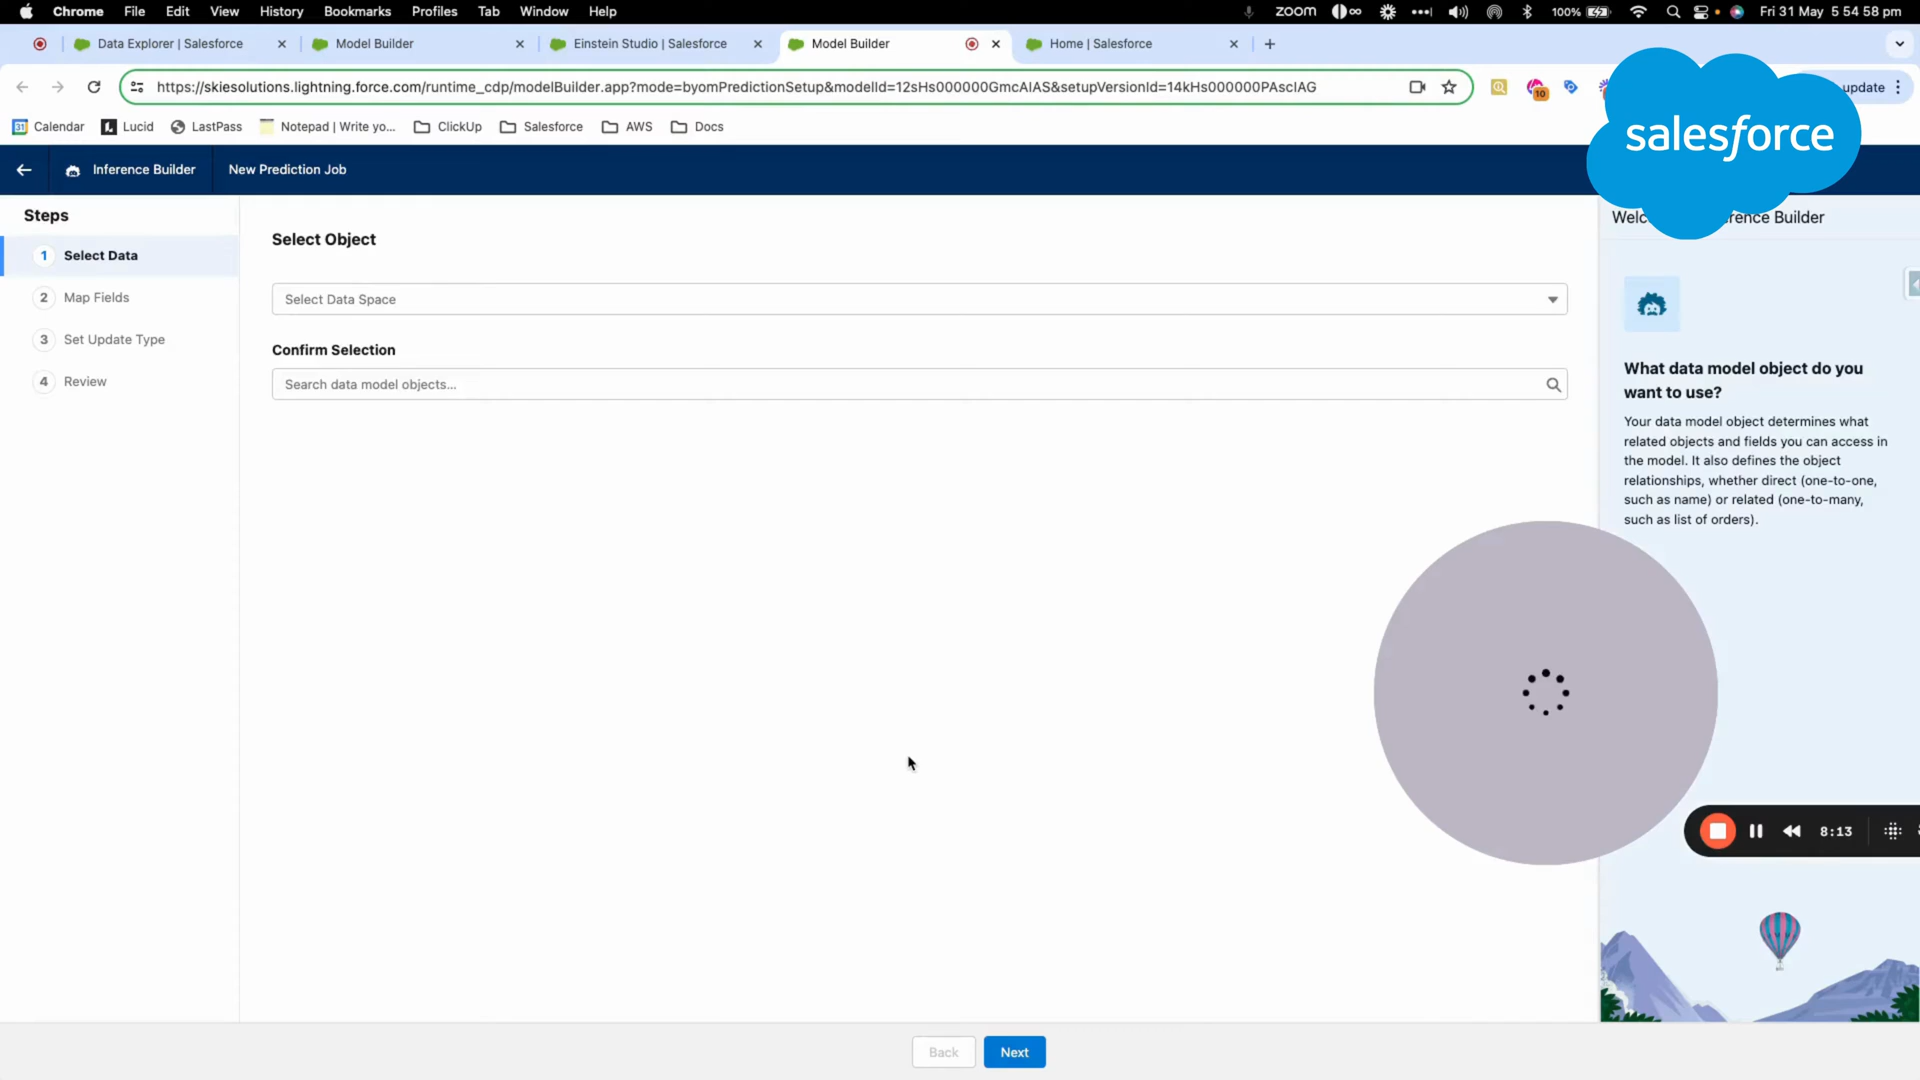 Chrome File Edit View History Bookmarks Profiles Tab Window Help zoom 100% Fri 31 May 5 54 58 pm
Data Explorer | Salesforce Model Builder Einstein Studio | Salesforce Model Builder Home | Salesforce
https://skiesolutions.lightning.force.com/runtime_cdp/modelBuilder.app?mode=byomPredictionSetup&modelId=12sHs000000GmcAIAS&setupVersionId=14kHs000000PAscIAG 10 update
Calendar Lucid LastPass Notepad | Write yo... ClickUp Salesforce AWS Docs
salesforce
Inference Builder New Prediction Job
Steps
1 Select Data
2 Map Fields
3 Set Update Type
4 Review
Select Object
Select Data Space
Confirm Selection
Search data model objects...
Builder
What data model object do you
want to use?
Your data model object determines what
related objects and fields you can access in
the model. It also defines the object
relationships, whether direct (one-to-one,
such as name) or related (one-to-many,
such as list of orders).
8:13
Back Next